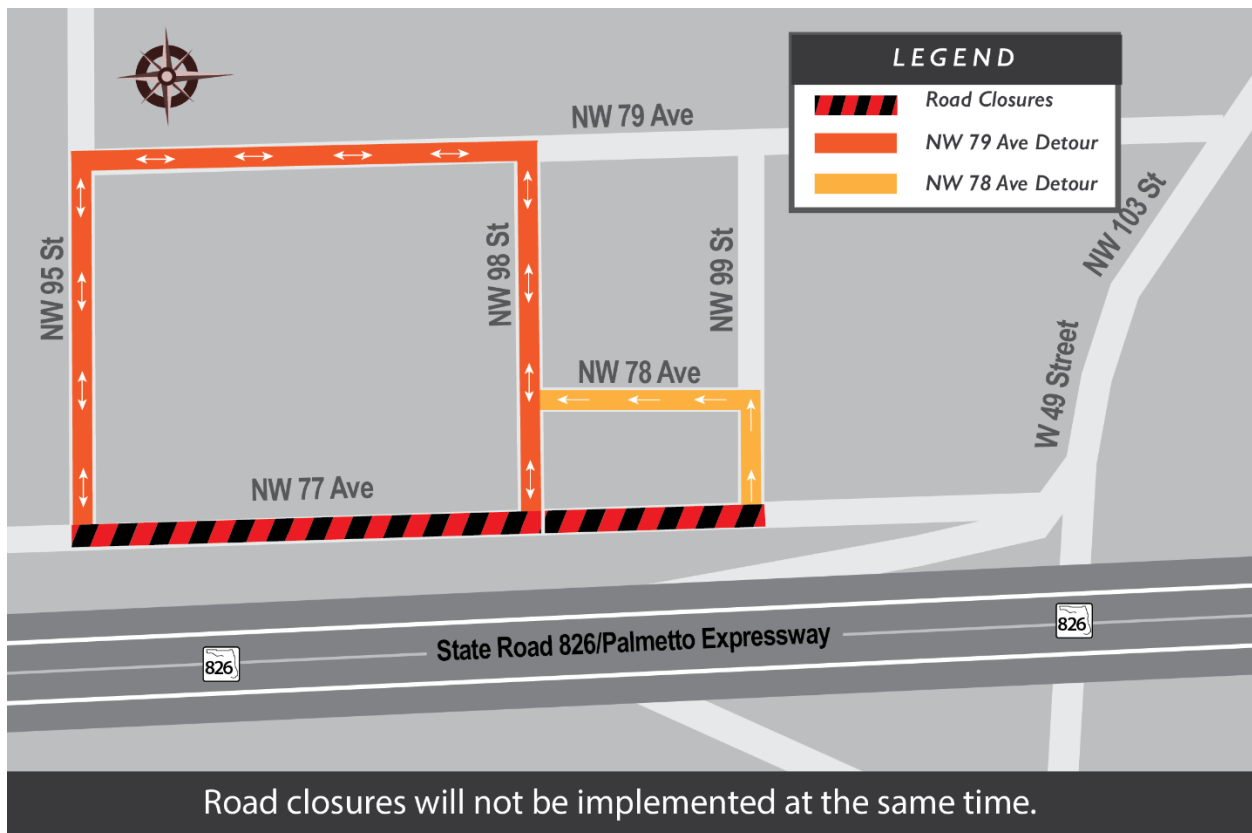 LEGEND
Road Closures
NW 79 Ave Detour
NW 78 Ave Detour
NW 79 Ave
NW 95 St
NW 98 St
NW 99 St
NW 103 St
W 49 Street
NW 78 Ave
NW 77 Ave
State Road 826/Palmetto Expressway
826
826
Road closures will not be implemented at the same time.